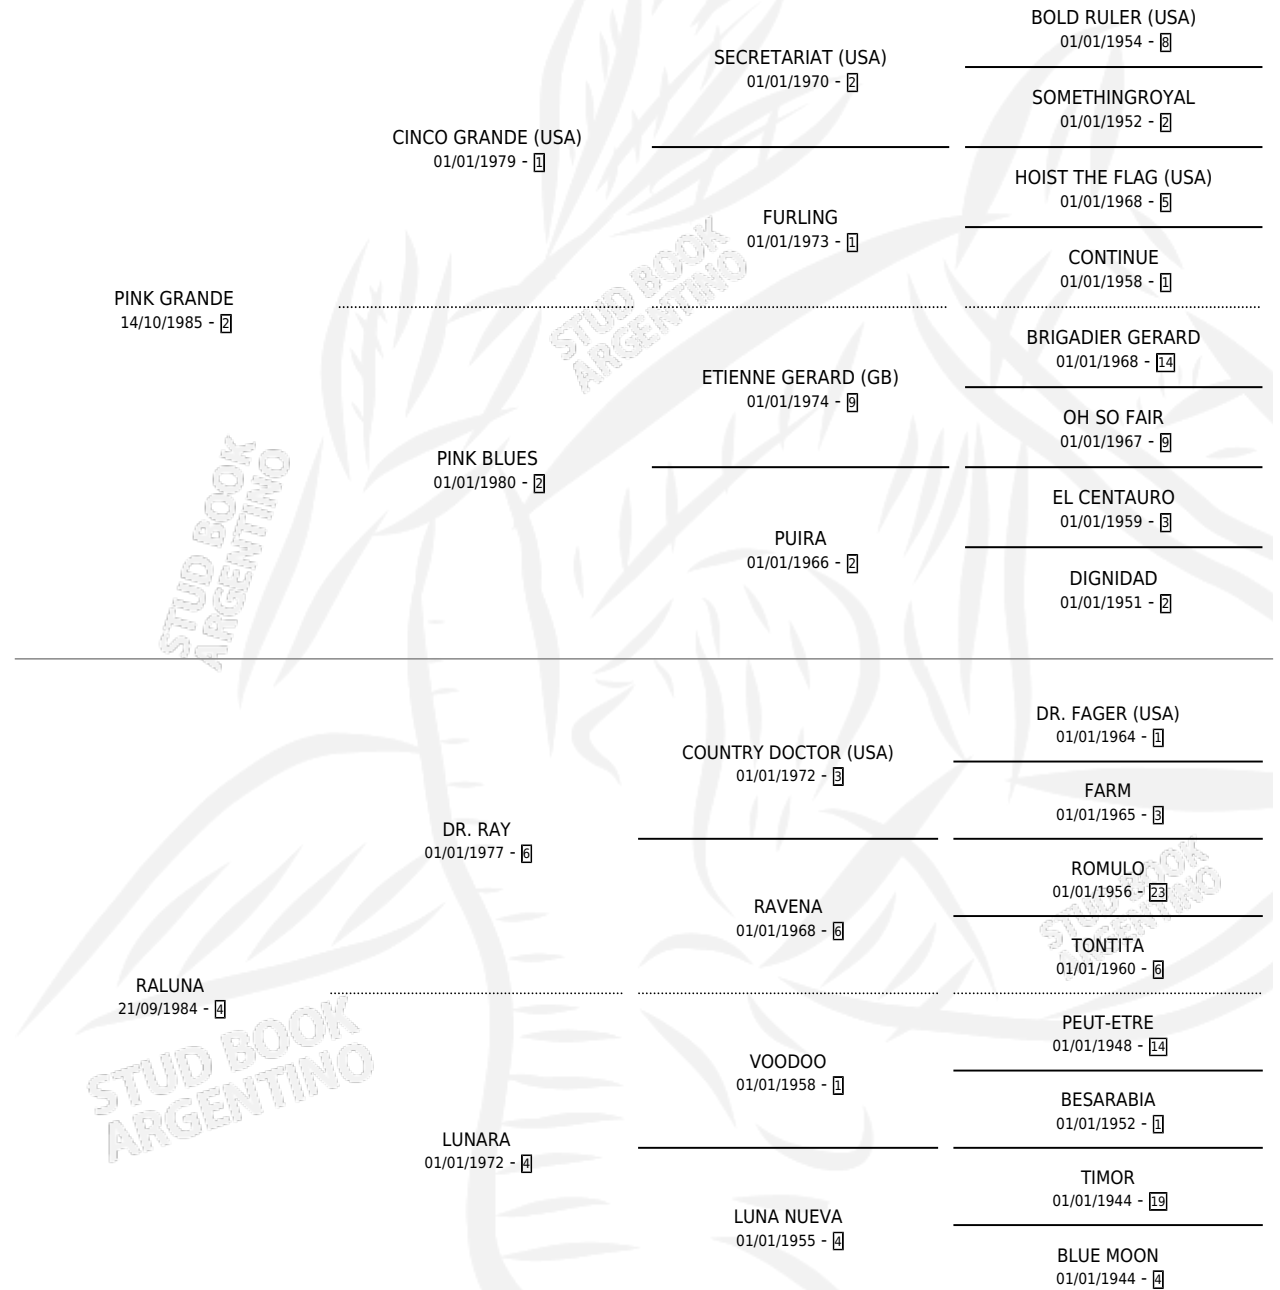 BOLD RULER (USA)
01/01/1954 - 8
SECRETARIAT (USA)
01/01/1970 - 2
SOMETHINGROYAL
01/01/1952 - 2
CINCO GRANDE (USA)
01/01/1979 - 1
HOIST THE FLAG (USA)
01/01/1968 - 5
FURLING
01/01/1973 - 1
CONTINUE
01/01/1958 - 1
PINK GRANDE
14/10/1985 - 2
STUD BOOK
ARGENTINO
BRIGADIER GERARD
01/01/1968 - 14
ETIENNE GERARD (GB)
01/01/1974 - 9
OH SO FAIR
01/01/1967 - 9
PINK BLUES
01/01/1980 - 2
EL CENTAURO
01/01/1959 - 3
PUIRA
01/01/1966 - 2
DIGNIDAD
01/01/1951 - 2
STUD BOOK
ARGENTINO
DR. FAGER (USA)
01/01/1964 - 1
COUNTRY DOCTOR (USA)
01/01/1972 - 3
FARM
01/01/1965 - 3
DR. RAY
01/01/1977 - 6
ROMULO
01/01/1956 - 23
RAVENA
01/01/1968 - 6
TONTITA
01/01/1960 - 6
STUD BOOK
ARGENTINO
RALUNA
21/09/1984 - 4
PEUT-ETRE
01/01/1948 - 14
VOODOO
01/01/1958 - 1
BESARABIA
01/01/1952 - 1
STUD BOOK
ARGENTINO
LUNARA
01/01/1972 - 4
TIMOR
01/01/1944 - 19
LUNA NUEVA
01/01/1955 - 4
BLUE MOON
01/01/1944 - 4